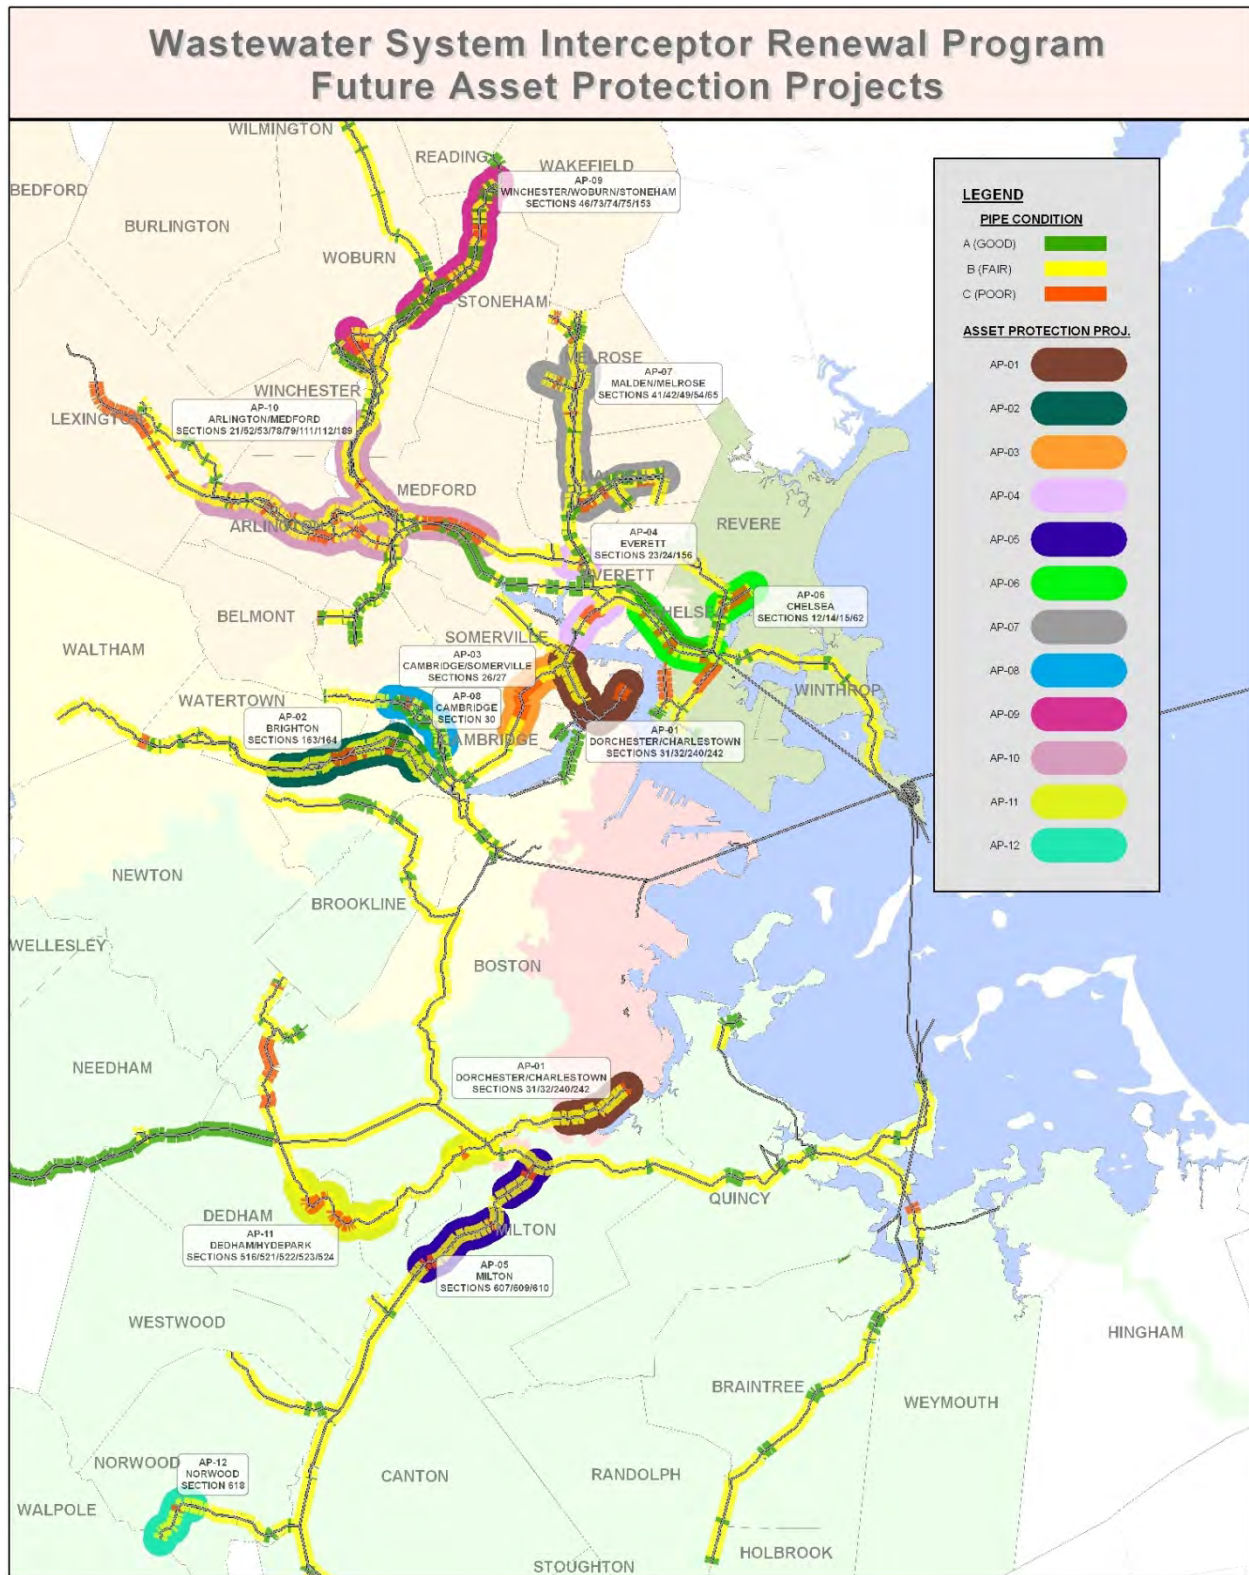 Wastewater System Interceptor Renewal Program
Future Asset Protection Projects
WILMINGTON
READING
WAKEFIELD
BEDFORD
AP-09
WINCHESTER/WOBURN/STONEHAM
SECTIONS 46/73/74/75/153
BURLINGTON
WOBURN
STONEHAM
LEGEND
PIPE CONDITION
A (GOOD)
B (FAIR)
C (POOR)
ASSET PROTECTION PROJ.
AP-01
AP-02
AP-03
AP-04
AP-05
AP-06
AP-07
AP-08
AP-09
AP-10
AP-11
AP-12
MELROSE
AP-07
MALDEN/MELROSE
SECTIONS 41/42/49/54/65
WINCHESTER
AP-10
ARLINGTON/MEDFORD
SECTIONS 21/52/53/78/79/111/112/189
LEXINGTON
MEDFORD
ARLINGTON
REVERE
AP-04
EVERETT
SECTIONS 23/24/156
EVERETT
CHELSEA
AP-06
CHELSEA
SECTIONS 12/14/15/62
BELMONT
SOMERVILLE
WALTHAM
AP-03
CAMBRIDGE/SOMERVILLE
SECTIONS 26/27
WINTHROP
WATERTOWN
AP-08
CAMBRIDGE
SECTION 30
AP-02
BRIGHTON
SECTIONS 163/164
CAMBRIDGE
AP-01
DORCHESTER/CHARLESTOWN
SECTIONS 31/32/240/242
NEWTON
BROOKLINE
WELLESLEY
BOSTON
NEEDHAM
AP-01
DORCHESTER/CHARLESTOWN
SECTIONS 31/32/240/242
QUINCY
DEDHAM
MILTON
AP-11
DEDHAM/HYDEPARK
SECTIONS 516/521/522/523/524
AP-05
MILTON
SECTIONS 607/609/610
WESTWOOD
HINGHAM
BRAINTREE
WEYMOUTH
NORWOOD
AP-12
NORWOOD
SECTION 618
CANTON
RANDOLPH
WALPOLE
HOLBROOK
STOUGHTON